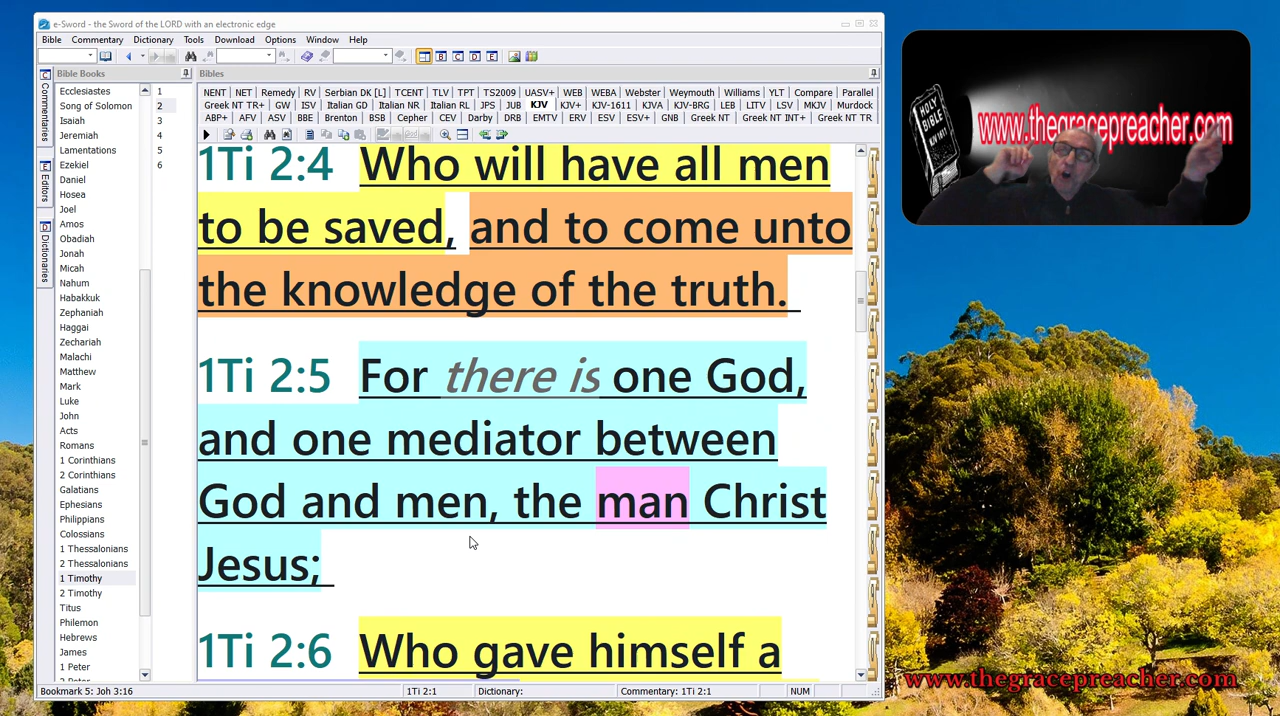 e-Sword - the Sword of the LORD with an electronic edge
Bible Commentary Dictionary Tools Download Options Window Help
B C D E
Bible Books
Bibles
Commentaries
Editors
Dictionaries
Ecclesiastes 1
Song of Solomon 2
Isaiah 3
Jeremiah 4
Lamentations 5
Ezekiel 6
Daniel
Hosea
Joel
Amos
Obadiah
Jonah
Micah
Nahum
Habakkuk
Zephaniah
Haggai
Zechariah
Malachi
Matthew
Mark
Luke
John
Acts
Romans
1 Corinthians
2 Corinthians
Galatians
Ephesians
Philippians
Colossians
1 Thessalonians
2 Thessalonians
1 Timothy
2 Timothy
Titus
Philemon
Hebrews
James
1 Peter
2 Peter
NENT NET Remedy RV Serbian DK [L] TCENT TLV TPT TS2009 UASV+ WEB WEBA Webster Weymouth Williams YLT Compare Parallel
Greek NT TR+ GW ISV Italian GD Italian NR Italian RL JPS JUB KJV KJV+ KJV-1611 KJVA KJV-BRG LEB LITV LSV MKJV Murdock
ABP+ AFV ASV BBE Brenton BSB Cepher CEV Darby DRB EMTV ERV ESV ESV+ GNB Greek NT Greek NT INT+ Greek NT TR
1Ti 2:4 Who will have all men
to be saved, and to come unto
the knowledge of the truth.
1Ti 2:5 For there is one God,
and one mediator between
God and men, the man Christ
Jesus;
1Ti 2:6 Who gave himself a
Bookmark 5: Joh 3:16 1Ti 2:1 Dictionary: Commentary: 1Ti 2:1 NUM
HOLY
BIBLE
www.thegracepreacher.com
www.thegracepreacher.com